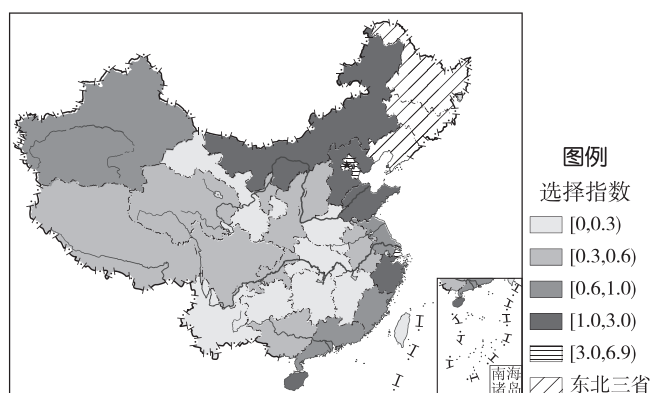 图例
选择指数
[0,0.3)
[0.3,0.6)
[0.6,1.0)
[1.0,3.0)
[3.0,6.9)
东北三省
南海
诸岛